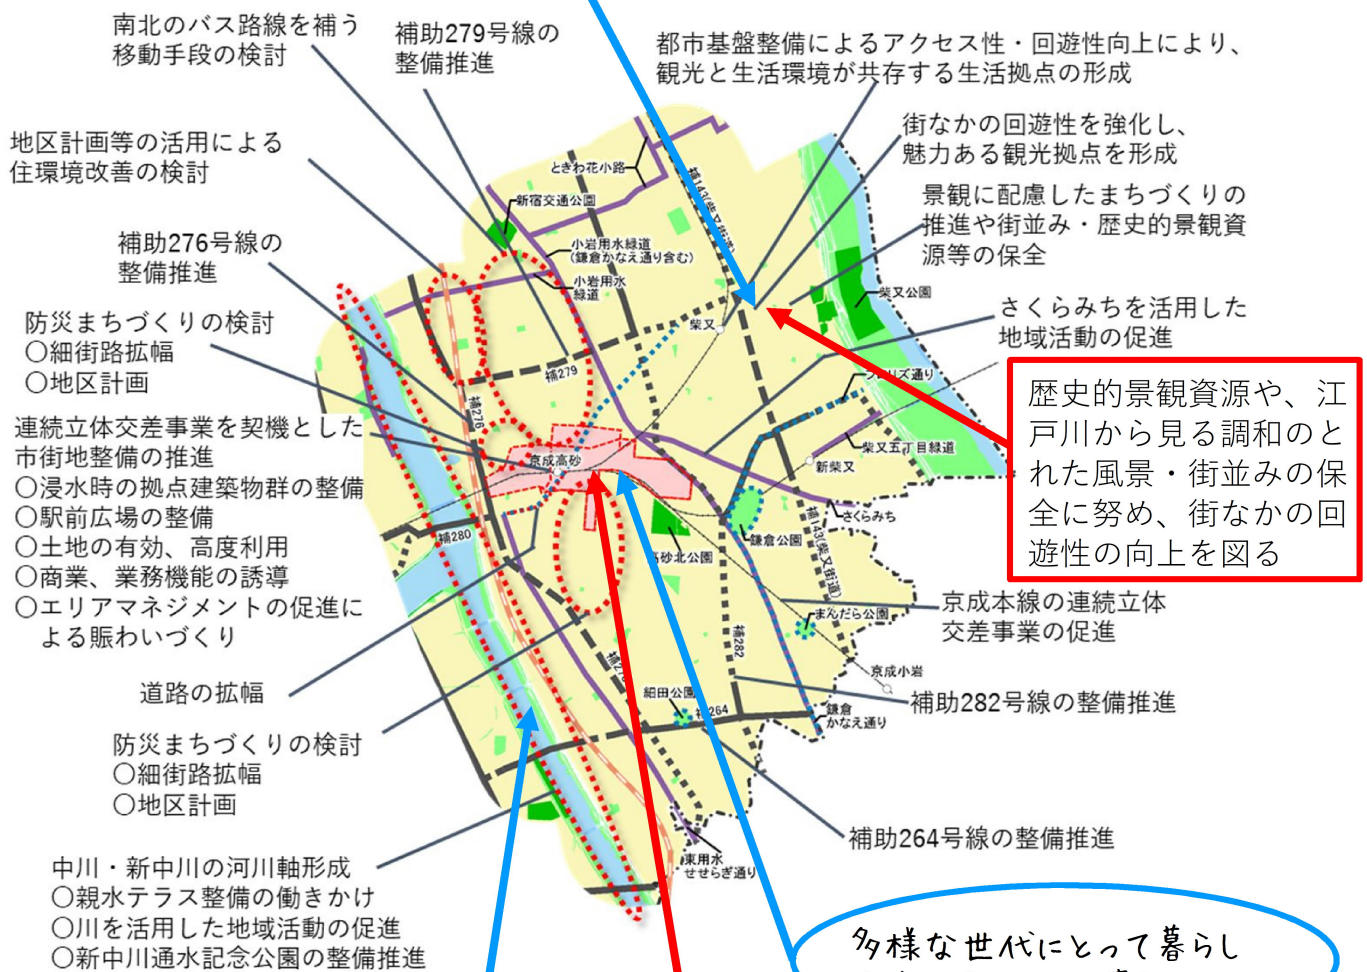 南北のバス路線を補う
移動手段の検討
補助279号線の
整備推進
都市基盤整備によるアクセス性・回遊性向上により、
観光と生活環境が共存する生活拠点の形成
地区計画等の活用による
住環境改善の検討
街なかの回遊性を強化し、
魅力ある観光拠点を形成
景観に配慮したまちづくりの
推進や街並み・歴史的景観資
源等の保全
補助276号線の
整備推進
さくらみちを活用した
地域活動の促進
防災まちづくりの検討
○細街路拡幅
○地区計画
歴史的景観資源や、江
戸川から見る調和のと
れた風景・街並みの保
全に努め、街なかの回
遊性の向上を図る
連続立体交差事業を契機とした
市街地整備の推進
○浸水時の拠点建築物群の整備
○駅前広場の整備
○土地の有効、高度利用
○商業、業務機能の誘導
○エリアマネジメントの促進に
よる賑わいづくり
京成本線の連続立体
交差事業の促進
道路の拡幅
補助282号線の整備推進
防災まちづくりの検討
○細街路拡幅
○地区計画
補助264号線の整備推進
中川・新中川の河川軸形成
○親水テラス整備の働きかけ
○川を活用した地域活動の促進
○新中川通水記念公園の整備推進
多様な世代にとって暮らし
ときわ花小路
新宿交通公園
小岩用水緑道
(鎌倉かなえ通り含む)
小岩用水
緑道
補143(柴又街道)
柴又公園
柴又
補279
補276
京成高砂
柴又五丁目緑道
新柴又
さくらみち
鎌倉公園
高砂北公園
補143(柴又街道)
補280
まんだら公園
補282
京成小岩
細田公園
補264
鎌倉
かなえ通り
東用水
せせらぎ通り